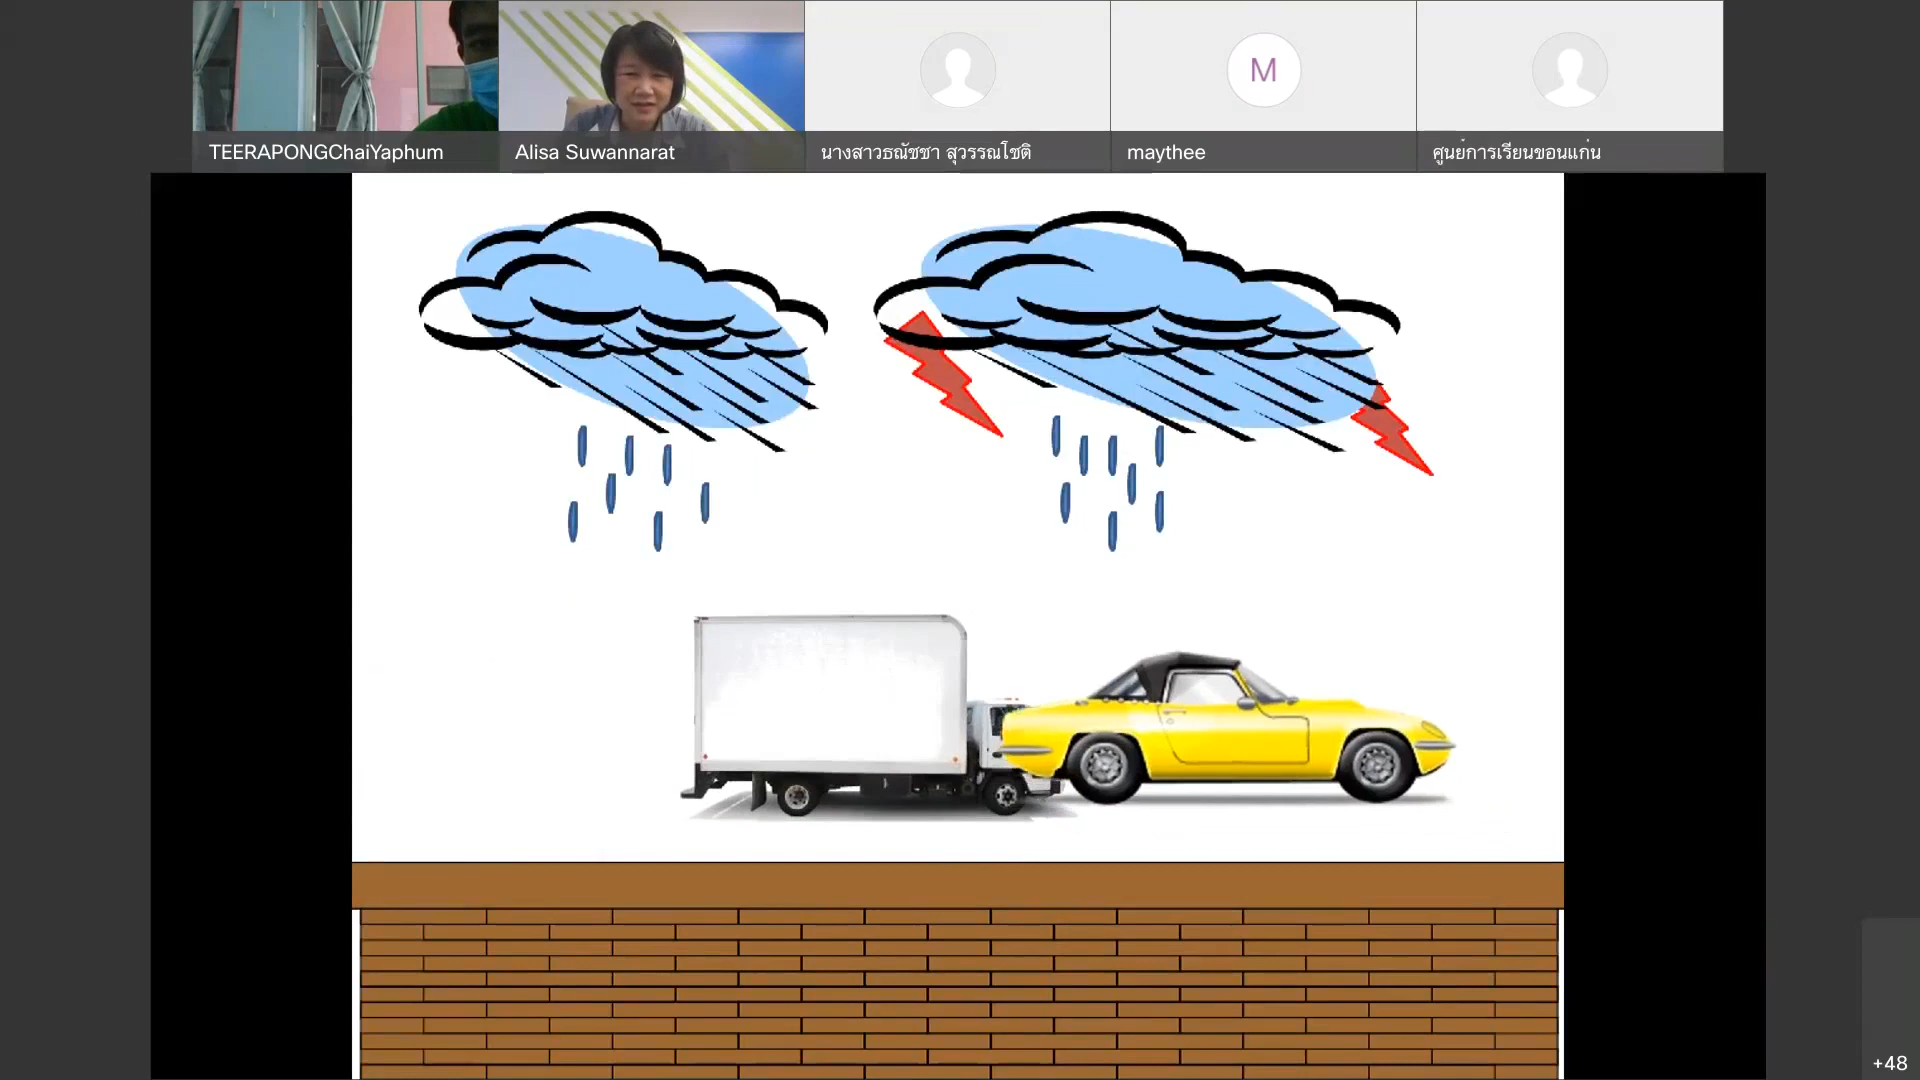 TEERAPONGChaiYaphum
Alisa Suwannarat
นางสาวธณัชชา สุวรรณโชติ
M
maythee
ศูนย์การเรียนขอนแก่น
+48